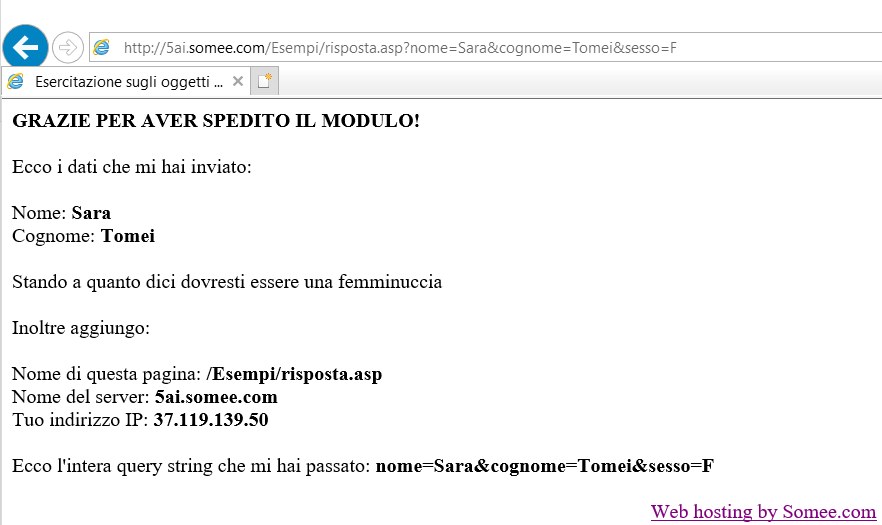 http://5ai.somee.com/Esempi/risposta.asp?nome=Sara&cognome=Tomei&sesso=F
Esercitazione sugli oggetti ...
GRAZIE PER AVER SPEDITO IL MODULO!
Ecco i dati che mi hai inviato:
Nome: Sara
Cognome: Tomei
Stando a quanto dici dovresti essere una femminuccia
Inoltre aggiungo:
Nome di questa pagina: /Esempi/risposta.asp
Nome del server: 5ai.somee.com
Tuo indirizzo IP: 37.119.139.50
Ecco l'intera query string che mi hai passato: nome=Sara&cognome=Tomei&sesso=F
Web hosting by Somee.com